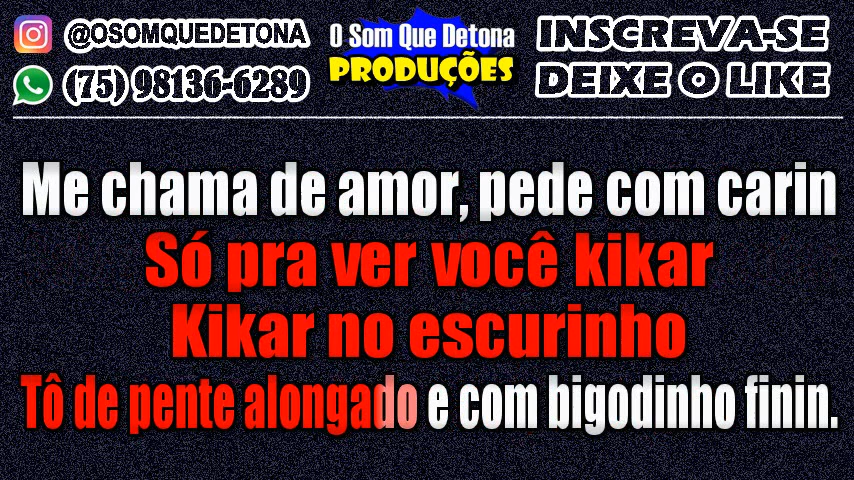 @OSOMQUEDETONA
(75) 98136-6289
O Som Que Detona
PRODUÇÕES
INSCREVA-SE
DEIXE O LIKE
Me chama de amor, pede com carin
Só pra ver você kikar
Kikar no escurinho
Tô de pente alongado e com bigodinho finin.